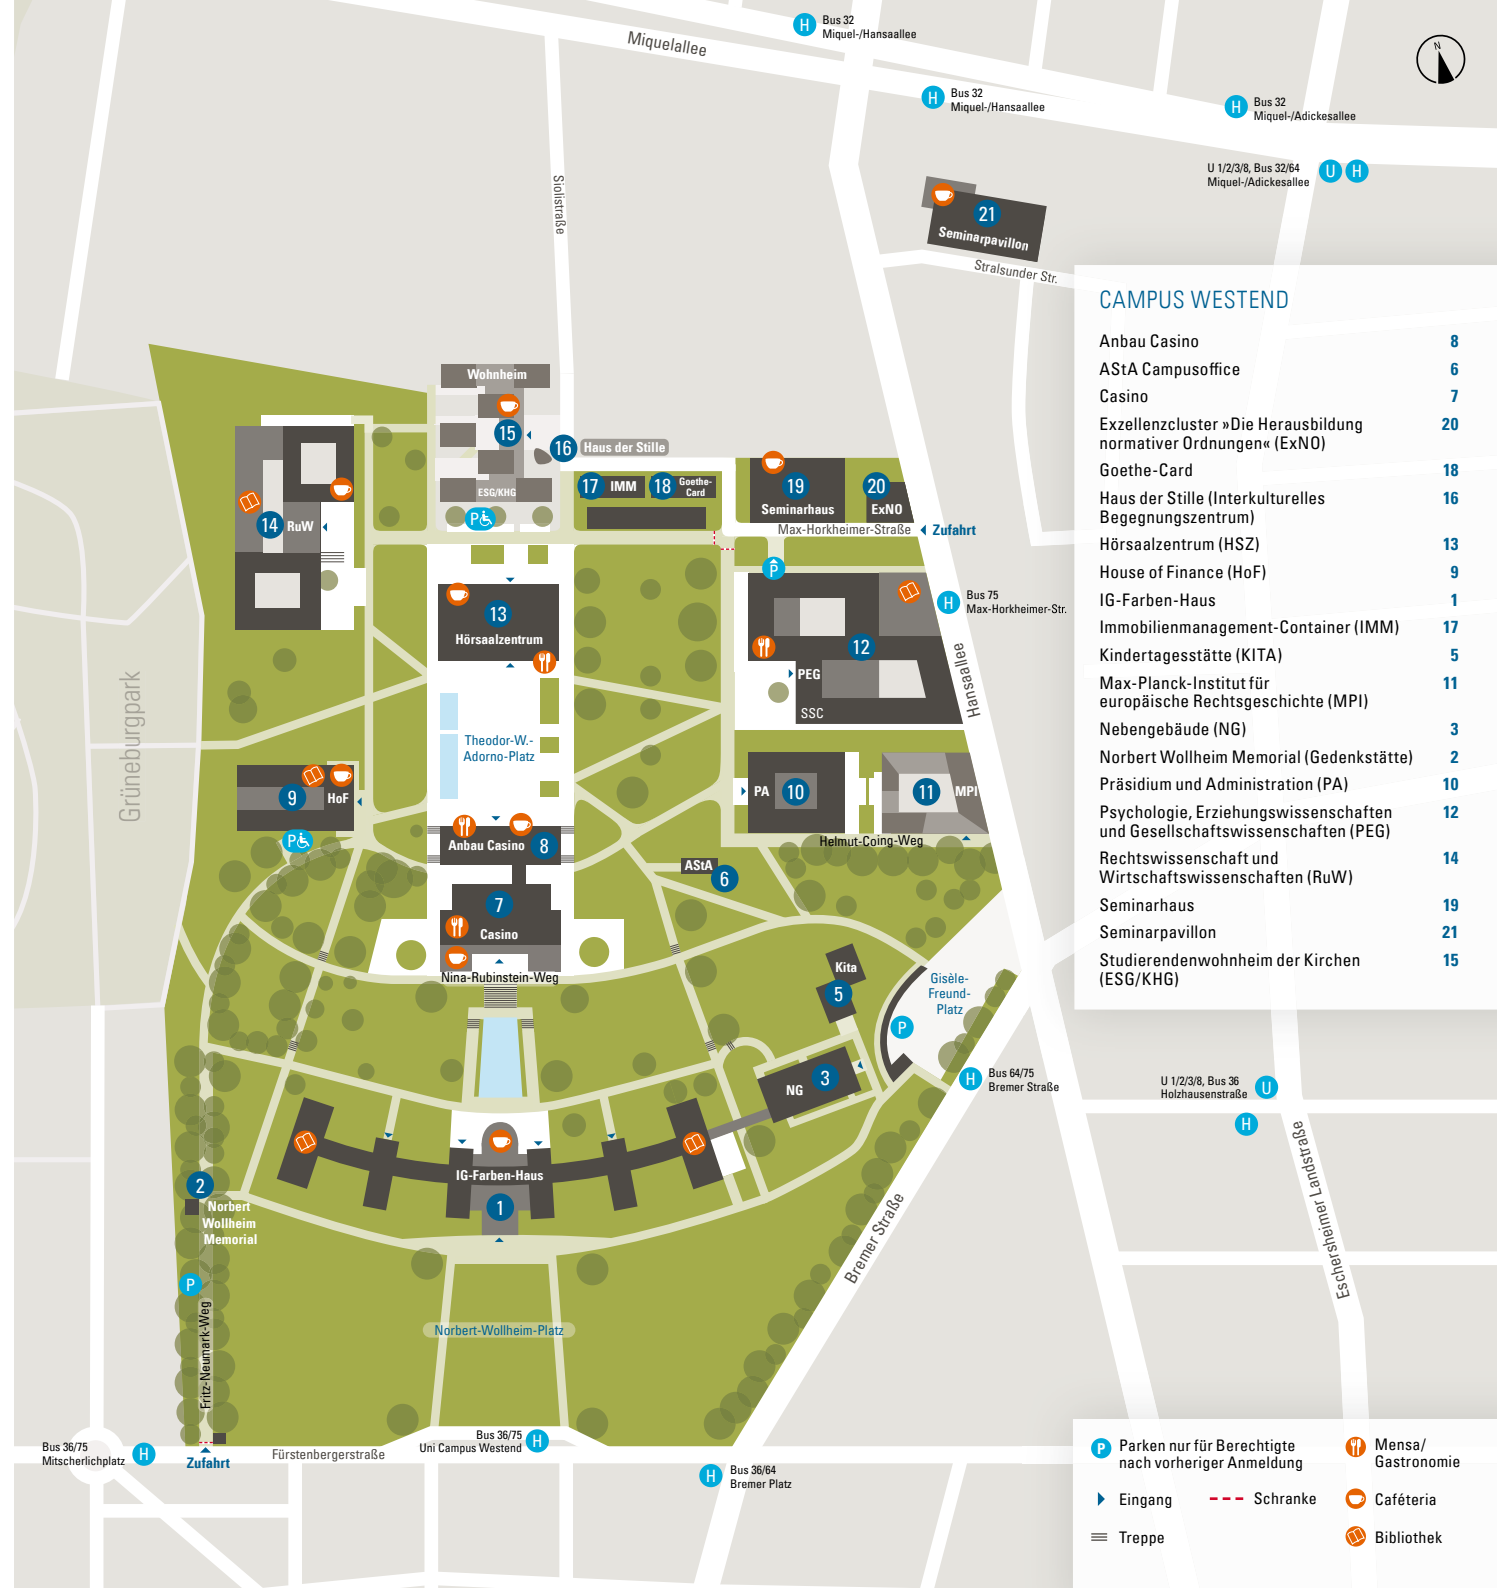 Bus 32
Miquel-/Hansaallee
Miquelallee
N
Bus 32
Miquel-/Hansaallee
Bus 32
Miquel-/Adickesallee
U 1/2/3/8, Bus 32/64
Miquel-/Adickesallee
H
H
H
U H
Siolistraße
21
Seminarpavillon
Stralsunder Str.
CAMPUS WESTEND
Anbau Casino 8
AStA Campusoffice 6
Casino 7
Exzellenzcluster »Die Herausbildung 20
normativer Ordnungen« (ExNO)
Goethe-Card 18
Haus der Stille (Interkulturelles 16
Begegnungszentrum)
Hörsaalzentrum (HSZ) 13
House of Finance (HoF) 9
IG-Farben-Haus 1
Immobilienmanagement-Container (IMM) 17
Kindertagesstätte (KITA) 5
Max-Planck-Institut für 11
europäische Rechtsgeschichte (MPI)
Nebengebäude (NG) 3
Norbert Wollheim Memorial (Gedenkstätte) 2
Präsidium und Administration (PA) 10
Psychologie, Erziehungswissenschaften 12
und Gesellschaftswissenschaften (PEG)
Rechtswissenschaft und 14
Wirtschaftswissenschaften (RuW)
Seminarhaus 19
Seminarpavillon 21
Studierendenwohnheim der Kirchen 15
(ESG/KHG)
Wohnheim
15
16 Haus der Stille
ESG/KHG
P
17 IMM
18 Goethe-
Card
19
Seminarhaus
20
ExNO
Max-Horkheimer-Straße
Zufahrt
14 RuW
P
H
Bus 75
Max-Horkheimer-Str.
13
Hörsaalzentrum
12
PEG
SSC
Hansaallee
Grüneburgpark
Theodor-W.-
Adorno-Platz
9
HoF
P
PA 10
11 MPI
Helmut-Coing-Weg
Anbau Casino 8
AStA
6
7
Casino
Nina-Rubinstein-Weg
Kita
5
Gisèle-
Freund-
Platz
P
NG 3
H
Bus 64/75
Bremer Straße
U 1/2/3/8, Bus 36
Holzhausenstraße
U
H
IG-Farben-Haus
1
2
Norbert
Wollheim
Memorial
P
Fritz-Neumark-Weg
Norbert-Wollheim-Platz
Bremer Straße
Eschersheimer Landstraße
Bus 36/75
Mitscherlichplatz
H
Zufahrt
Fürstenbergerstraße
Bus 36/75
Uni Campus Westend
H
H
Bus 36/64
Bremer Platz
P Parken nur für Berechtigte
nach vorheriger Anmeldung
Eingang
Schranke
Treppe
Mensa/
Gastronomie
Caféteria
Bibliothek